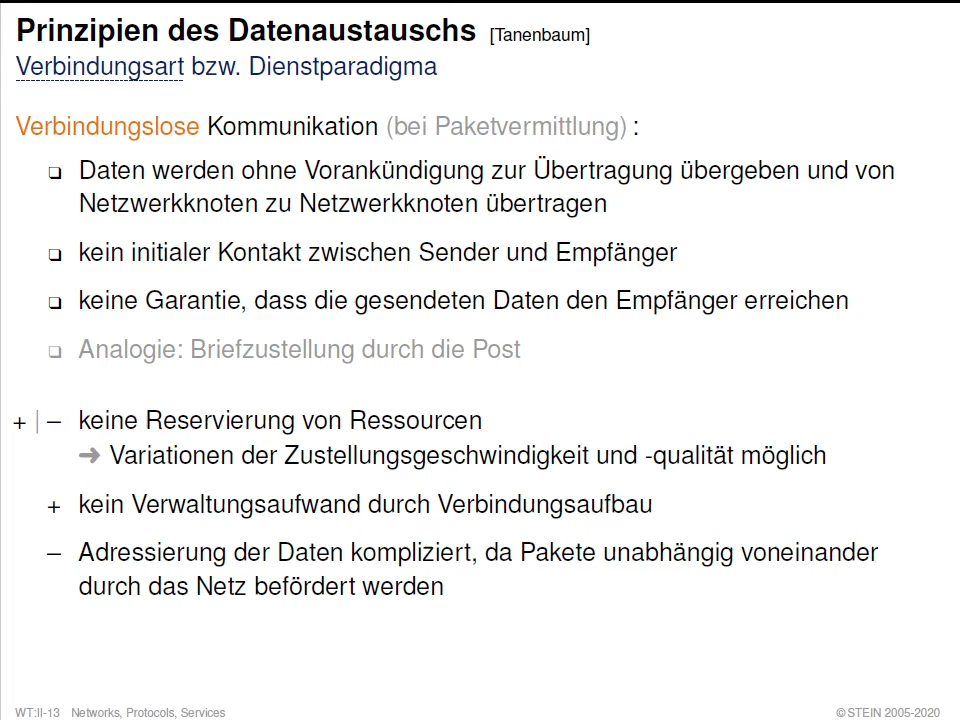 Prinzipien des Datenaustauschs [Tanenbaum]
Verbindungsart bzw. Dienstparadigma
Verbindungslose Kommunikation (bei Paketvermittlung) :
❑ Daten werden ohne Vorankündigung zur Übertragung übergeben und von
Netzwerkknoten zu Netzwerkknoten übertragen
❑ kein initialer Kontakt zwischen Sender und Empfänger
❑ keine Garantie, dass die gesendeten Daten den Empfänger erreichen
❑ Analogie: Briefzustellung durch die Post
+ | – keine Reservierung von Ressourcen
➜ Variationen der Zustellungsgeschwindigkeit und -qualität möglich
+ kein Verwaltungsaufwand durch Verbindungsaufbau
– Adressierung der Daten kompliziert, da Pakete unabhängig voneinander
durch das Netz befördert werden
WT:II-13 Networks, Protocols, Services ©STEIN 2005-2020